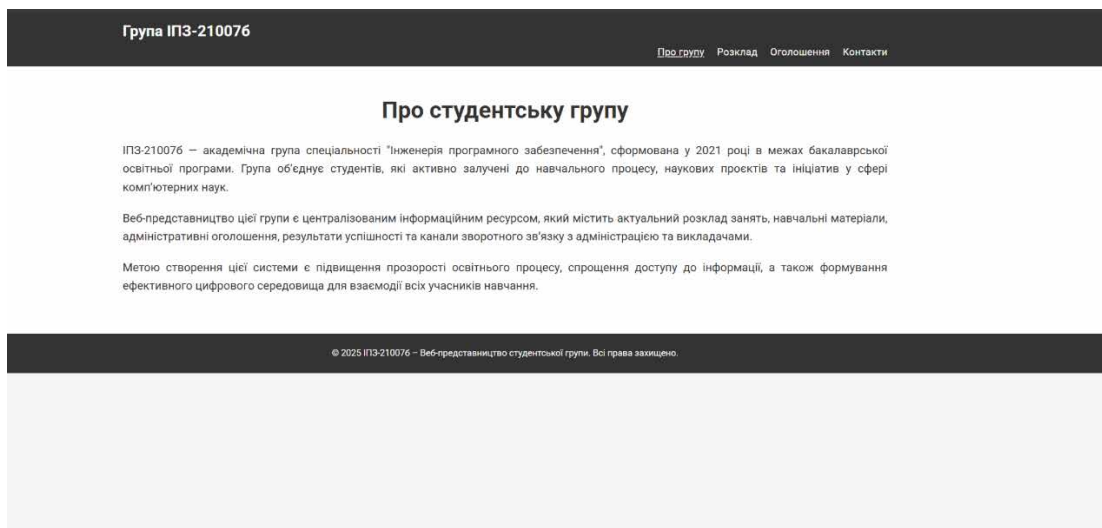 Група ІПЗ-21007б
Про групу Розклад Оголошення Контакти
Про студентську групу
ІПЗ-21007б — академічна група спеціальності "Інженерія програмного забезпечення", сформована у 2021 році в межах бакалаврської
освітньої програми. Група об'єднує студентів, які активно залучені до навчального процесу, наукових проєктів та ініціатив у сфері
комп'ютерних наук.
Веб-представництво цієї групи є централізованим інформаційним ресурсом, який містить актуальний розклад занять, навчальні матеріали,
адміністративні оголошення, результати успішності та канали зворотного зв'язку з адміністрацією та викладачами.
Метою створення цієї системи є підвищення прозорості освітнього процесу, спрощення доступу до інформації, а також формування
ефективного цифрового середовища для взаємодії всіх учасників навчання.
© 2025 ІПЗ-21007б – Веб-представництво студентської групи. Всі права захищено.